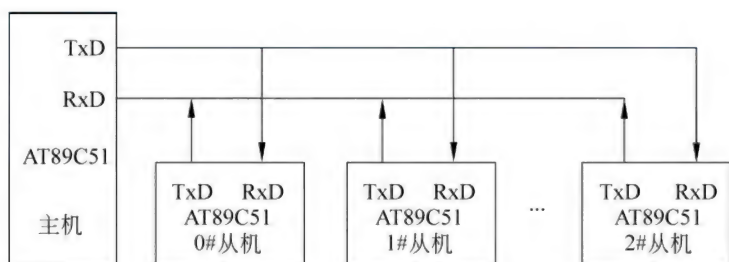 TxD
RxD
AT89C51
主机
TxD RxD
AT89C51
0#从机
TxD RxD
AT89C51
1#从机
...
TxD RxD
AT89C51
2#从机